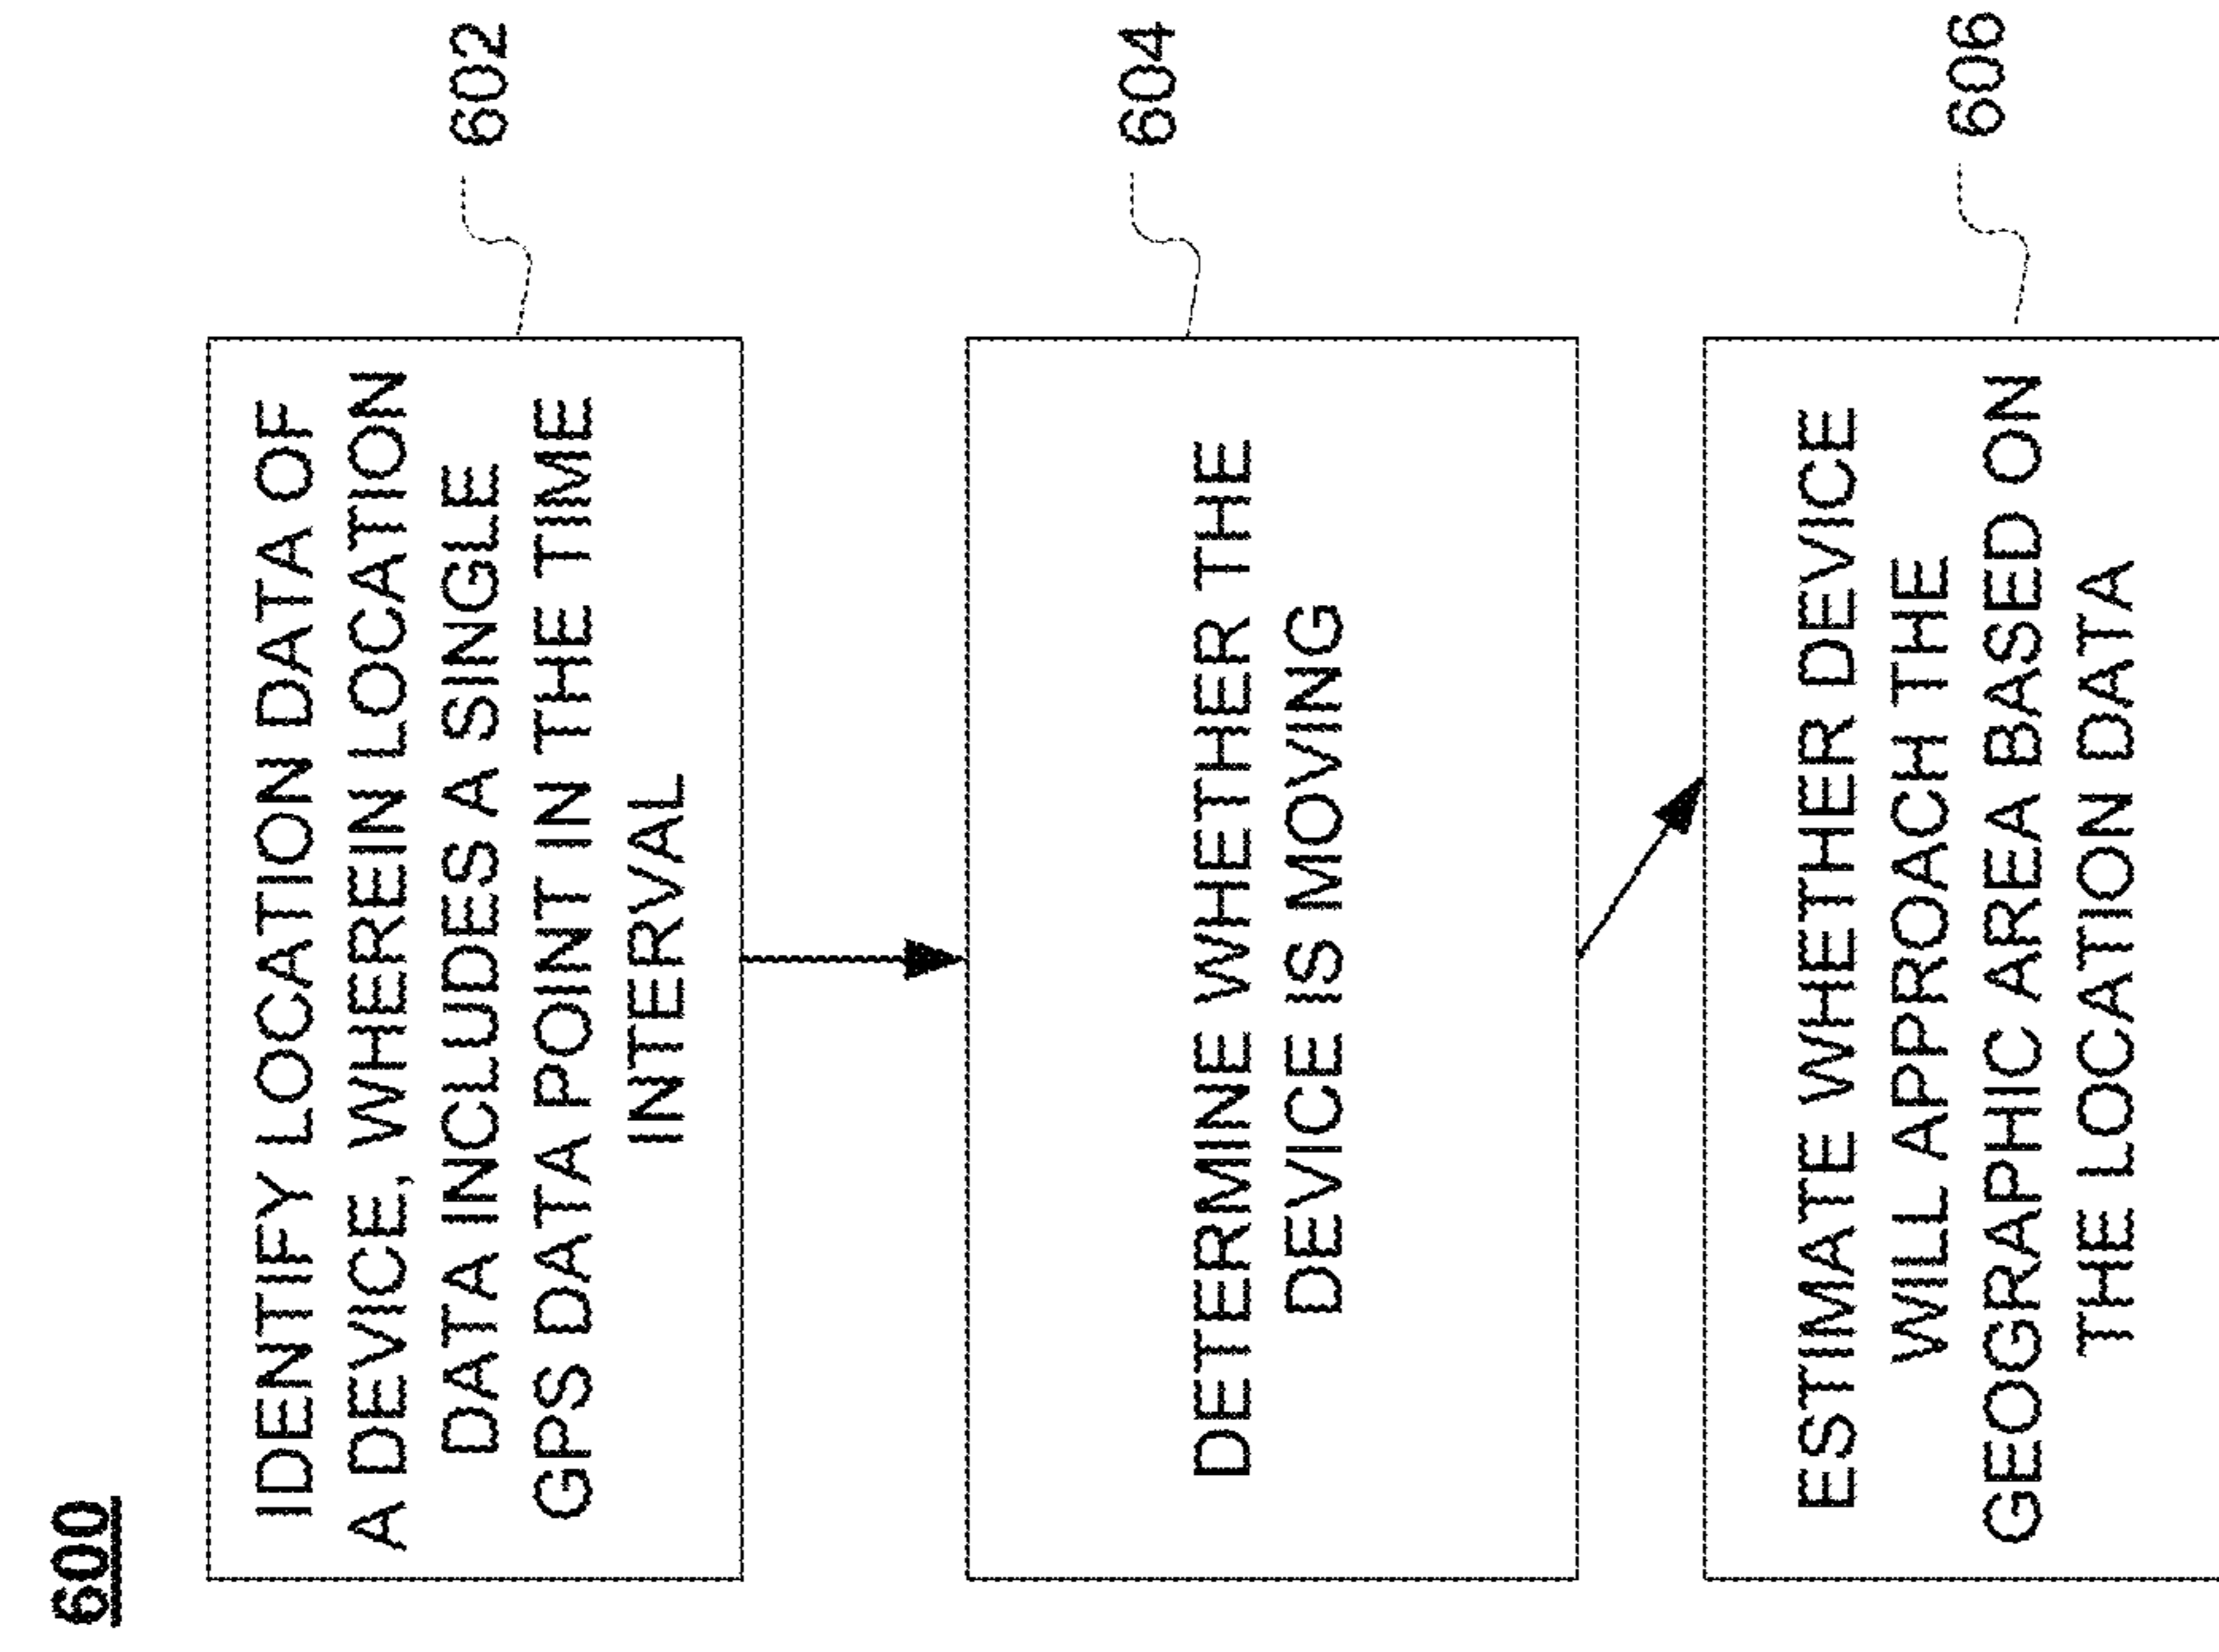 600
IDENTIFY LOCATION DATA OF
A DEVICE, WHEREIN LOCATION
DATA INCLUDES A SINGLE
GPS DATA POINT IN THE TIME
INTERVAL
602
DETERMINE WHETHER THE
DEVICE IS MOVING
604
ESTIMATE WHETHER DEVICE
WILL APPROACH THE
GEOGRAPHIC AREA BASED ON
THE LOCATION DATA
606